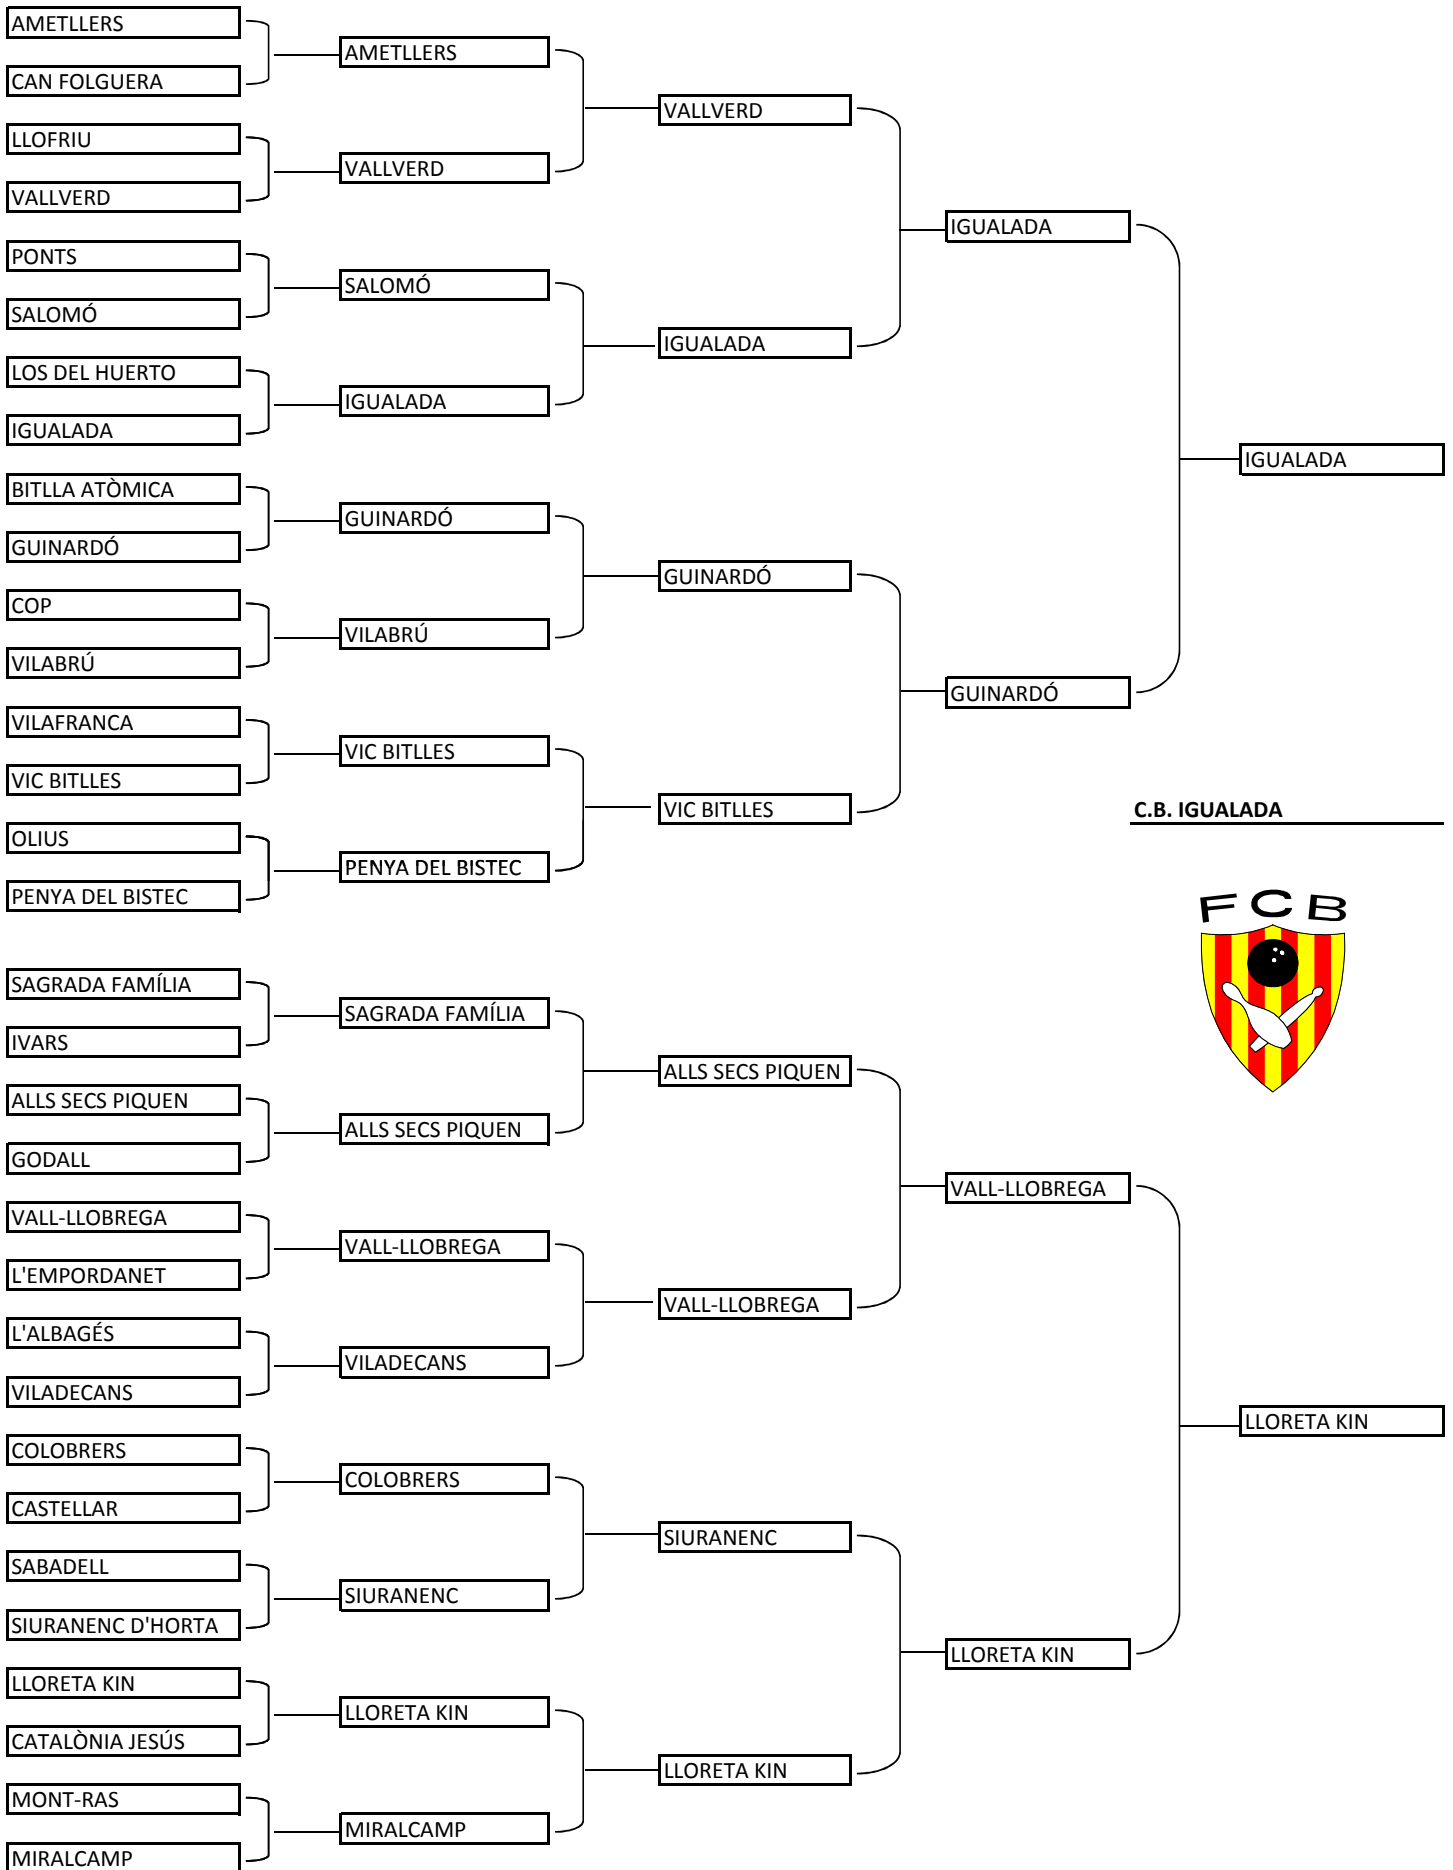 AMETLLERS
CAN FOLGUERA
LLOFRIU
VALLVERD
PONTS
SALOMÓ
LOS DEL HUERTO
IGUALADA
BITLLA ATÒMICA
GUINARDÓ
COP
VILABRÚ
VILAFRANCA
VIC BITLLES
OLIUS
PENYA DEL BISTEC
SAGRADA FAMÍLIA
IVARS
ALLS SECS PIQUEN
GODALL
VALL-LLOBREGA
L'EMPORDANET
L'ALBAGÉS
VILADECANS
COLOBRERS
CASTELLAR
SABADELL
SIURANENC D'HORTA
LLORETA KIN
CATALÒNIA JESÚS
MONT-RAS
MIRALCAMP
AMETLLERS
VALLVERD
SALOMÓ
IGUALADA
GUINARDÓ
VILABRÚ
VIC BITLLES
PENYA DEL BISTEC
SAGRADA FAMÍLIA
ALLS SECS PIQUEN
VALL-LLOBREGA
VILADECANS
COLOBRERS
SIURANENC
LLORETA KIN
MIRALCAMP
VALLVERD
IGUALADA
GUINARDÓ
VIC BITLLES
ALLS SECS PIQUEN
VALL-LLOBREGA
SIURANENC
LLORETA KIN
IGUALADA
GUINARDÓ
VALL-LLOBREGA
LLORETA KIN
IGUALADA
LLORETA KIN
C.B. IGUALADA
FCB